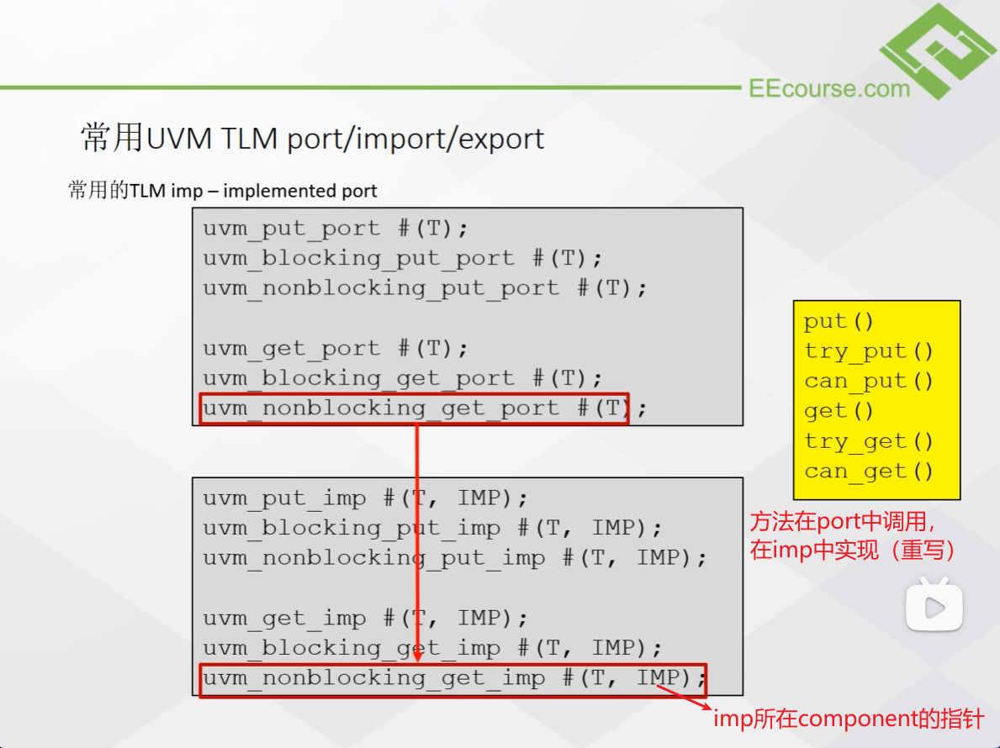 EEcourse.com
常用UVM TLM port/import/export
常用的TLM imp – implemented port
uvm_put_port #(T);
uvm_blocking_put_port #(T);
uvm_nonblocking_put_port #(T);
uvm_get_port #(T);
uvm_blocking_get_port #(T);
uvm_nonblocking_get_port #(T);
put()
try_put()
can_put()
get()
try_get()
can_get()
uvm_put_imp #(T, IMP);
uvm_blocking_put_imp #(T, IMP);
uvm_nonblocking_put_imp #(T, IMP);
uvm_get_imp #(T, IMP);
uvm_blocking_get_imp #(T, IMP);
uvm_nonblocking_get_imp #(T, IMP);
方法在port中调用，
在imp中实现（重写）
imp所在component的指针